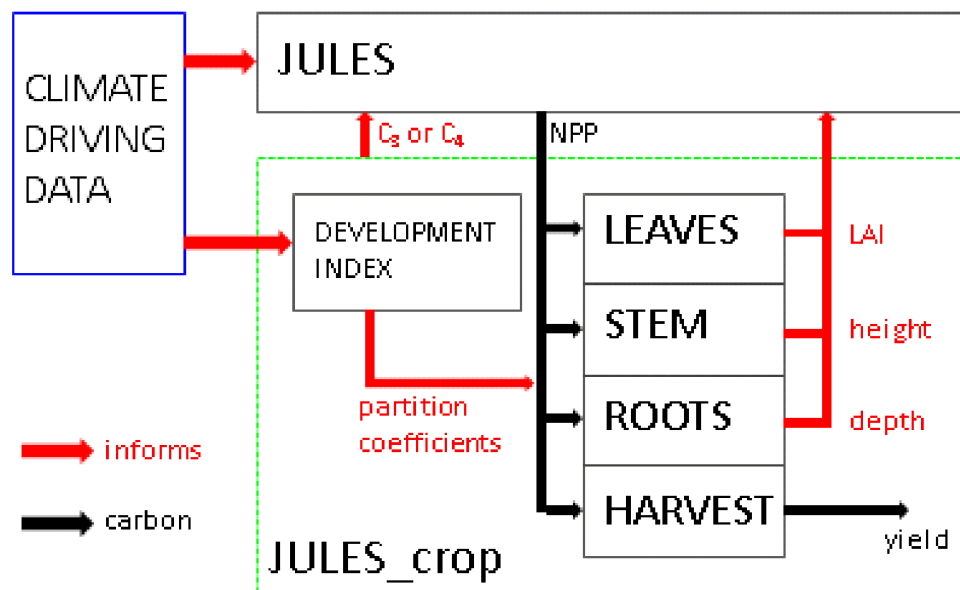 CLIMATE
DRIVING
DATA
JULES
C₃ or C₄
NPP
DEVELOPMENT
INDEX
LEAVES
LAI
STEM
height
partition
coefficients
ROOTS
depth
informs
HARVEST
carbon
yield
JULES_crop